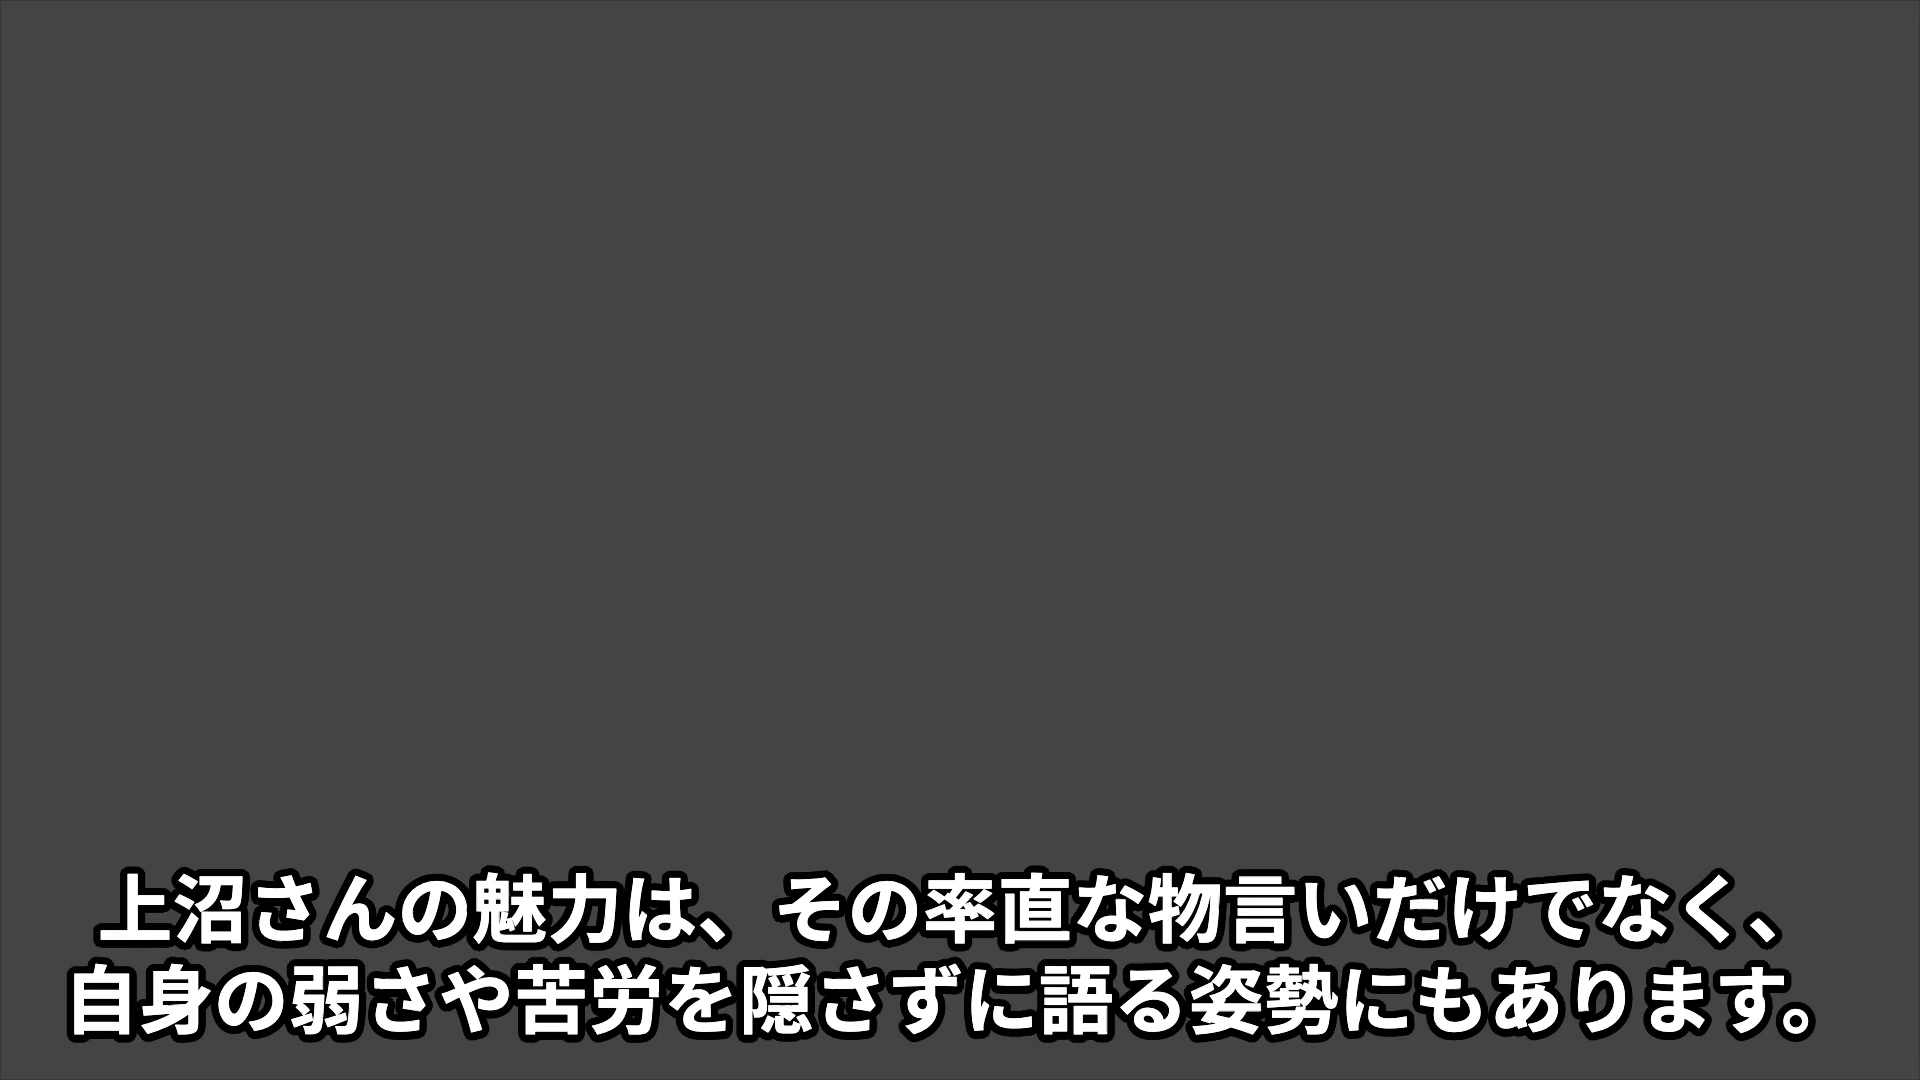 上沼さんの魅力は、その率直な物言いだけでなく、
自身の弱さや苦労を隠さずに語る姿勢にもあります。